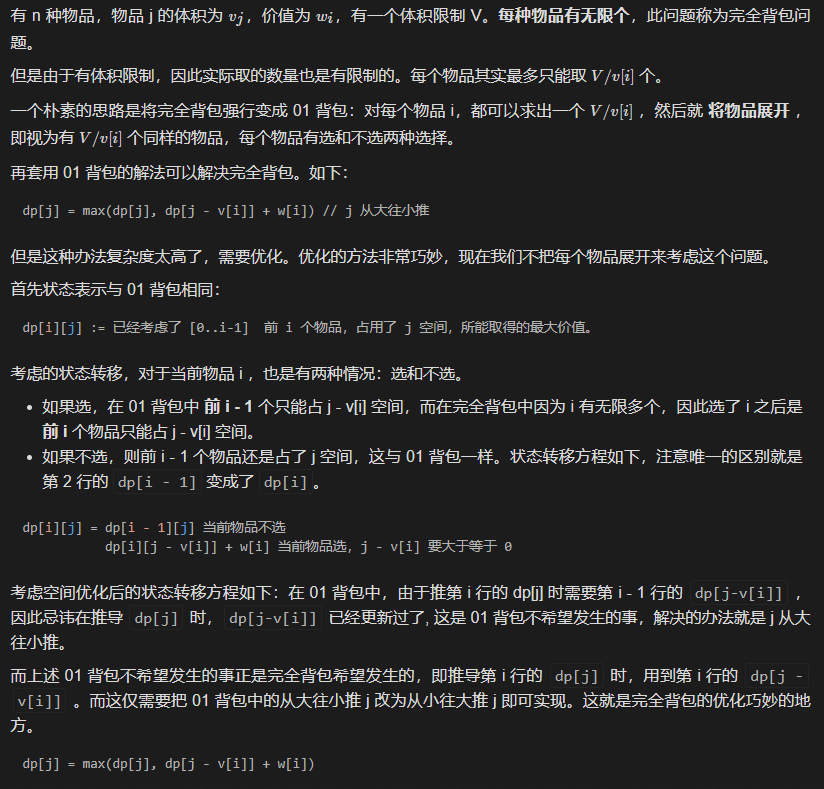 有 n 种物品，物品 j 的体积为 vj，价值为 wi，有一个体积限制 V。每种物品有无限个，此问题称为完全背包问
题。
但是由于有体积限制，因此实际取的数量也是有限制的。每个物品其实最多只能取 V/v[i] 个。
一个朴素的思路是将完全背包强行变成 01 背包：对每个物品 i，都可以求出一个 V/v[i] ，然后就 将物品展开 ，
即视为有 V/v[i] 个同样的物品，每个物品有选和不选两种选择。
再套用 01 背包的解法可以解决完全背包。如下：
dp[j] = max(dp[j], dp[j - v[i]] + w[i]) // j 从大往小推
但是这种办法复杂度太高了，需要优化。优化的方法非常巧妙，现在我们不把每个物品展开来考虑这个问题。
首先状态表示与 01 背包相同：
dp[i][j] := 已经考虑了 [0..i-1] 前 i 个物品，占用了 j 空间，所能取得的最大价值。
考虑的状态转移，对于当前物品 i ，也是有两种情况：选和不选。
• 如果选，在 01 背包中 前 i - 1 个只能占 j - v[i] 空间，而在完全背包中因为 i 有无限多个，因此选了 i 之后是
前 i 个物品只能占 j - v[i] 空间。
• 如果不选，则前 i - 1 个物品还是占了 j 空间，这与 01 背包一样。状态转移方程如下，注意唯一的区别就是
第 2 行的 dp[i - 1] 变成了 dp[i] 。
dp[i][j] = dp[i - 1][j] 当前物品不选
dp[i][j - v[i]] + w[i] 当前物品选，j - v[i] 要大于等于 0
考虑空间优化后的状态转移方程如下：在 01 背包中，由于推第 i 行的 dp[j] 时需要第 i - 1 行的 dp[j-v[i]] ，
因此忌讳在推导 dp[j] 时， dp[j-v[i]] 已经更新过了, 这是 01 背包不希望发生的事，解决的办法就是 j 从大
往小推。
而上述 01 背包不希望发生的事正是完全背包希望发生的，即推导第 i 行的 dp[j] 时，用到第 i 行的 dp[j -
v[i]] 。而这仅需要把 01 背包中的从大往小推 j 改为从小往大推 j 即可实现。这就是完全背包的优化巧妙的地
方。
dp[j] = max(dp[j], dp[j - v[i]] + w[i])